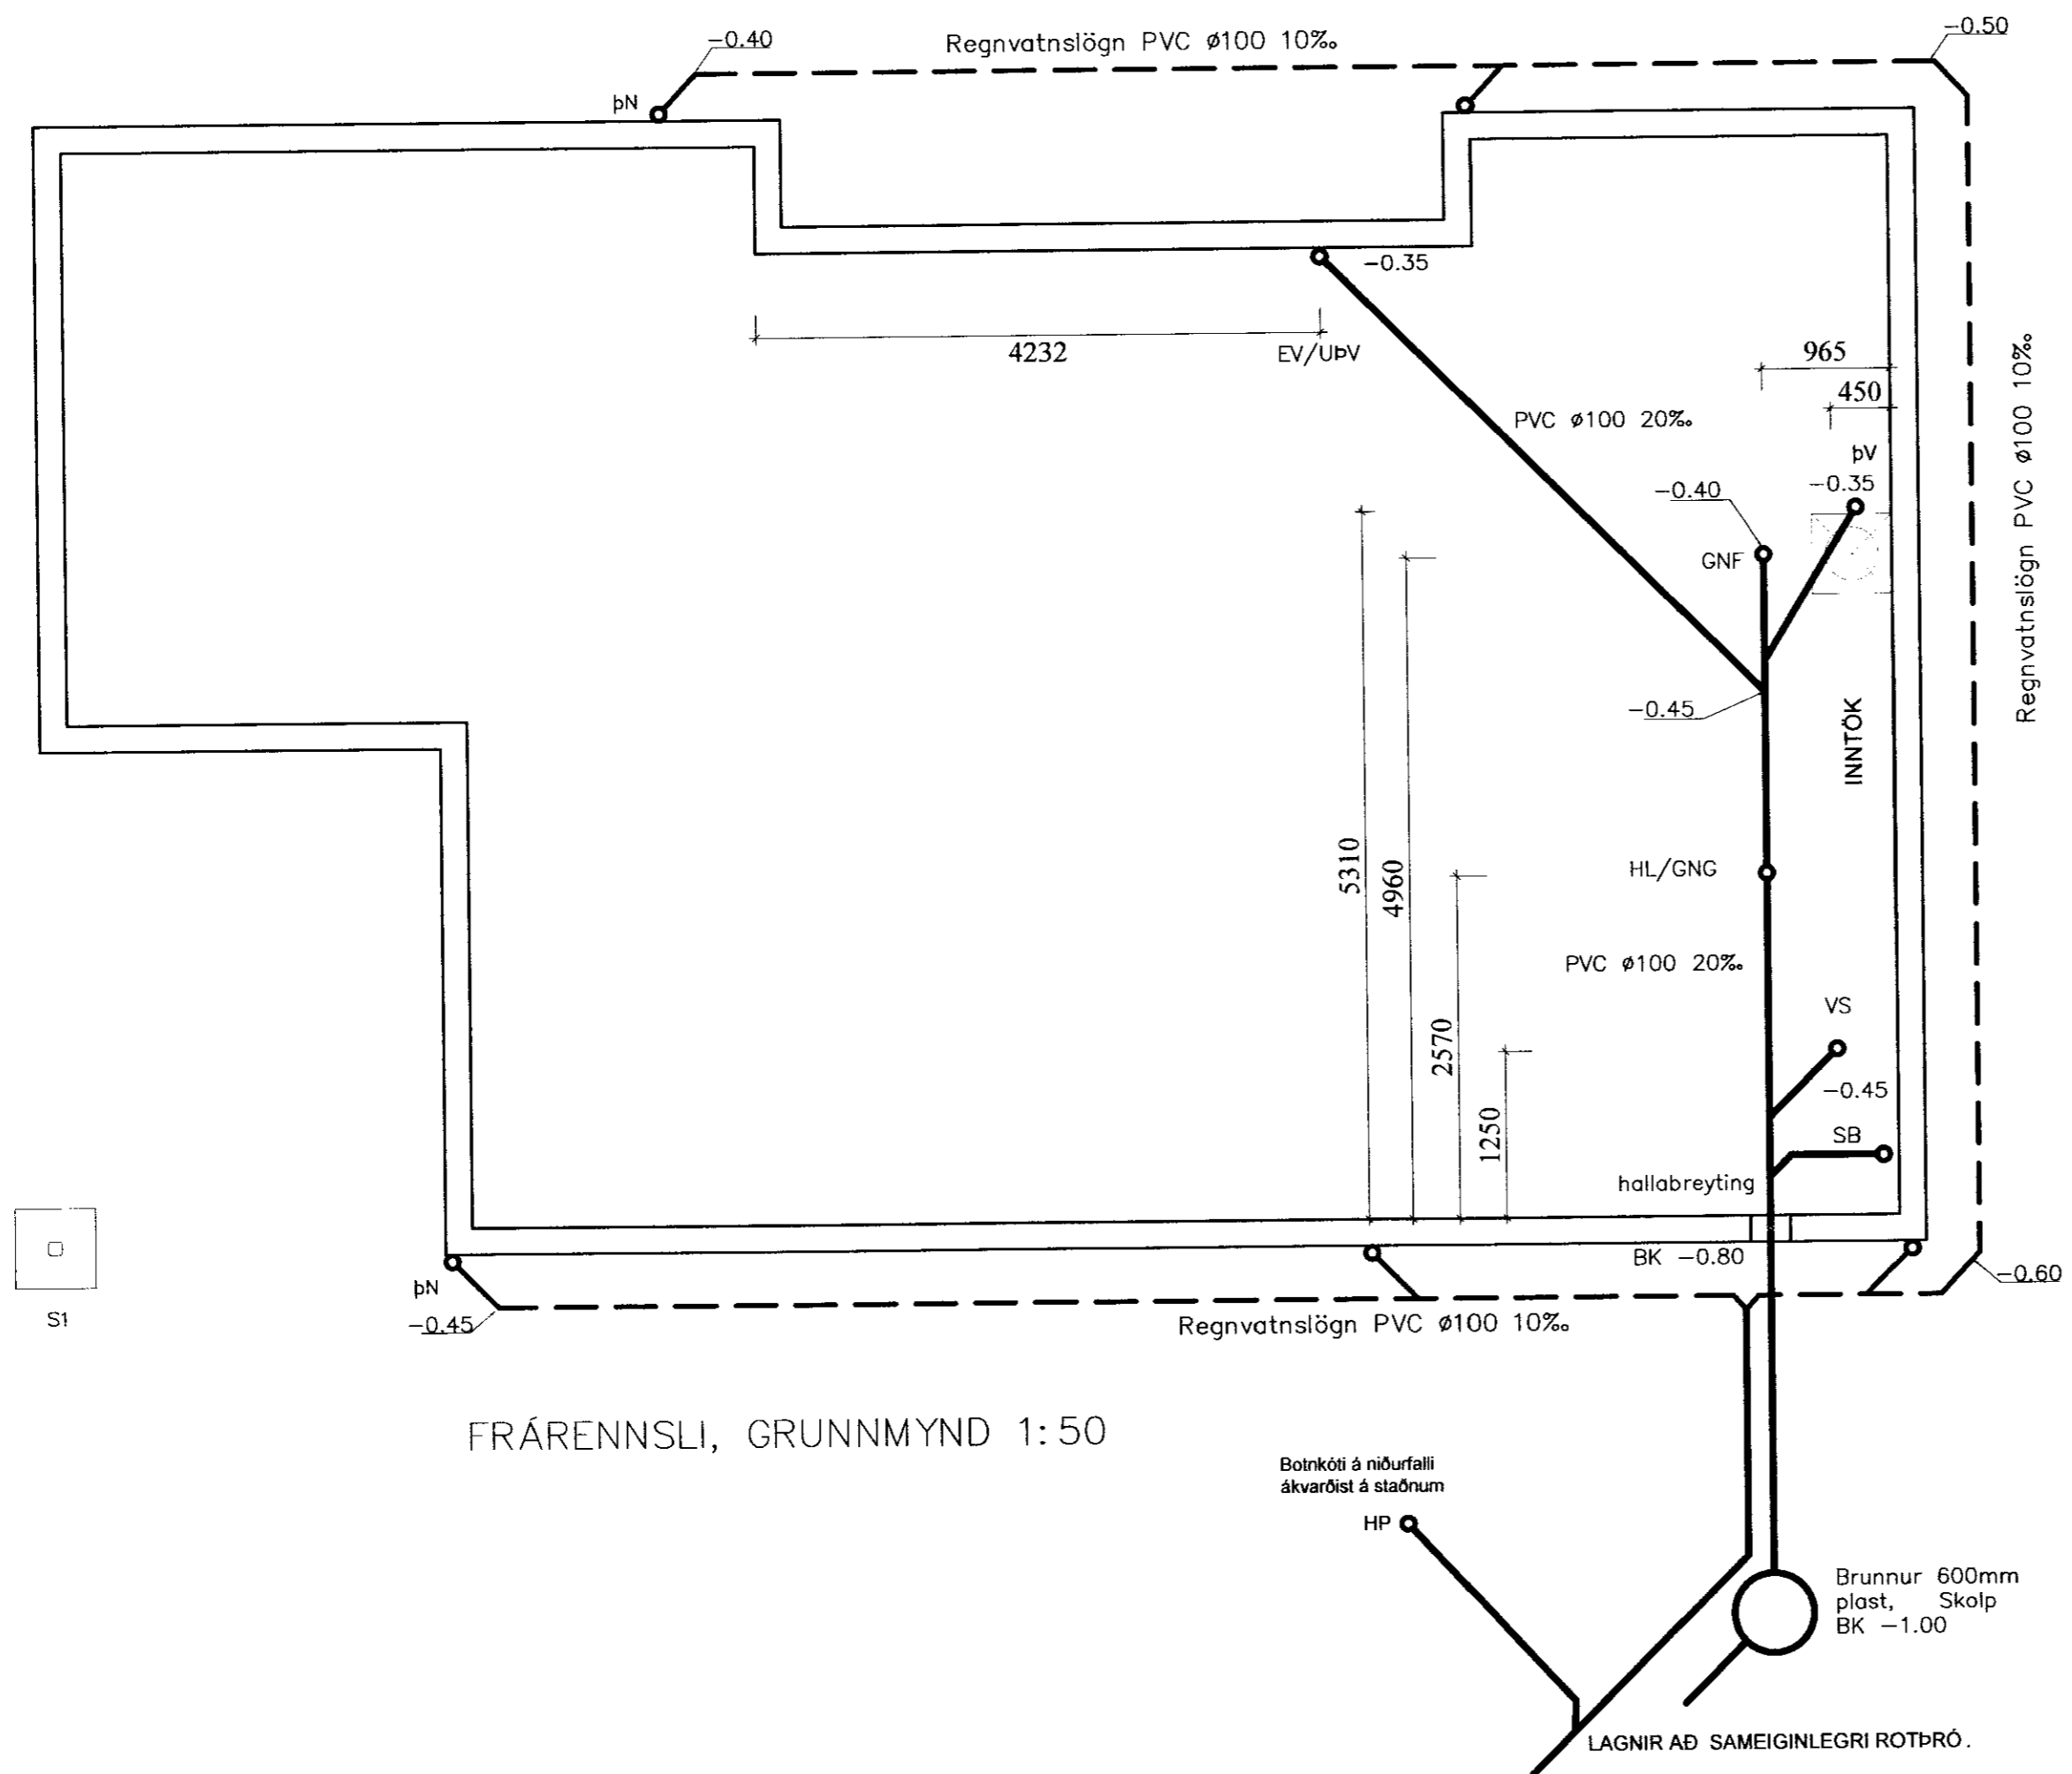 -0.40
Regnvatnslögn PVC ø100 10‰
-0.50
þN
-0.35
4232
EV/UÞV
965
450
PVC ø100 20‰
þV
-0.35
-0.40
GNF
Regnvatnslögn PVC ø100 10‰
-0.45
INNTÖK
5310
4960
HL/GNG
2570
PVC ø100 20‰
VS
-0.45
1250
SB
hallabreyting
BK -0.80
-0.60
S1
þN
-0.45
Regnvatnslögn PVC ø100 10‰
FRÁRENNSLI, GRUNNMYND 1:50
Botnkóti á niðurfalli
ákvarðist á staðnum
HP
Brunnur 600mm
plast, Skolp
BK -1.00
LAGNIR AÐ SAMEIGINLEGRI ROTÞRÓ.